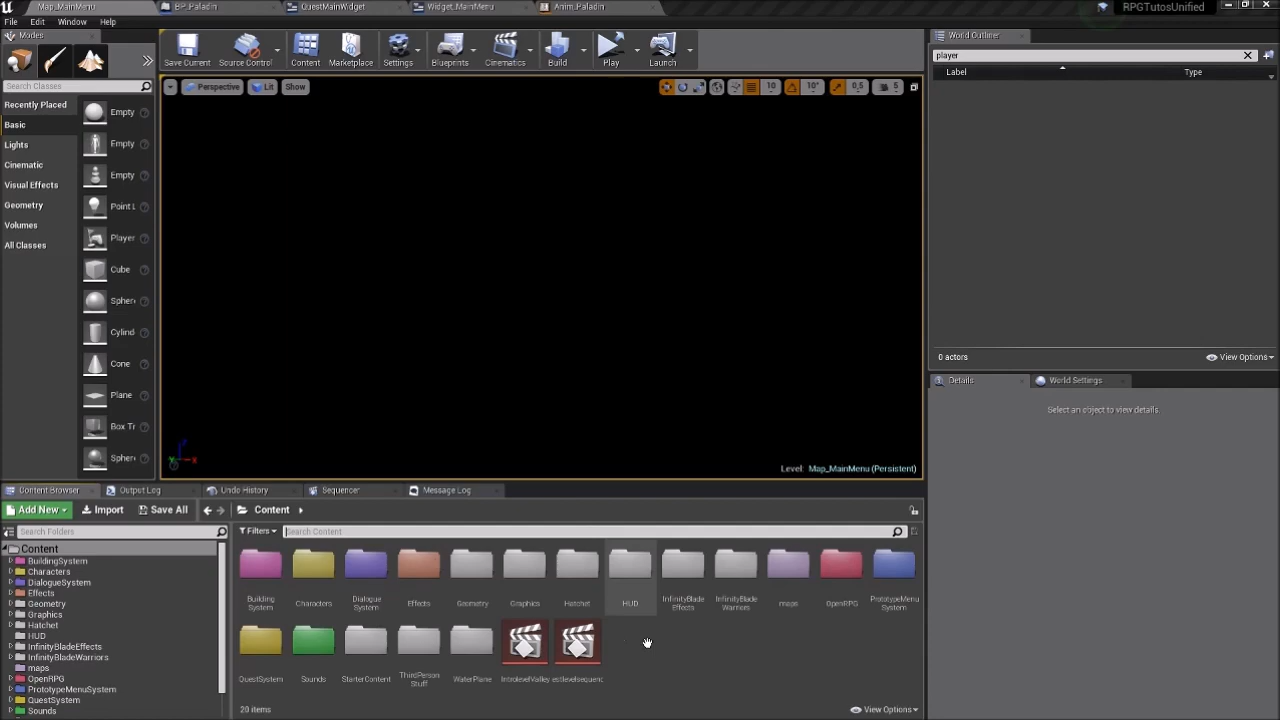 Map_MainMenu
BP_Paladin
QuestMainWidget
Widget_MainMenu
Anim_Paladin
RPGTutosUnified
File Edit Window Help
Modes
Save Current
Source Control
Content
Marketplace
Settings
Blueprints
Cinematics
Build
Play
Launch
Search Classes
Recently Placed
Basic
Lights
Cinematic
Visual Effects
Geometry
Volumes
All Classes
Empty
Empty
Empty
Point L
Player
Cube
Spher
Cylind
Cone
Plane
Box Tr
Spher
Perspective
Lit
Show
10
10°
0,5
5
Level: Map_MainMenu (Persistent)
World Outliner
player
Label
Type
0 actors
View Options
Details
World Settings
Select an object to view details.
Content Browser
Output Log
Undo History
Sequencer
Message Log
Add New
Import
Save All
Content
Search Folders
Filters
Search Content
Content
BuildingSystem
Characters
DialogueSystem
Effects
Geometry
Graphics
Hatchet
HUD
InfinityBladeEffects
InfinityBladeWarriors
maps
OpenRPG
PrototypeMenuSystem
QuestSystem
Sounds
Building
System
Characters
Dialogue
System
Effects
Geometry
Graphics
Hatchet
HUD
InfinityBlade
Effects
InfinityBlade
Warriors
maps
OpenRPG
PrototypeMenu
System
QuestSystem
Sounds
StarterContent
ThirdPerson
Stuff
WaterPlane
IntrolevelValley
estlevelsequenc
20 items
View Options